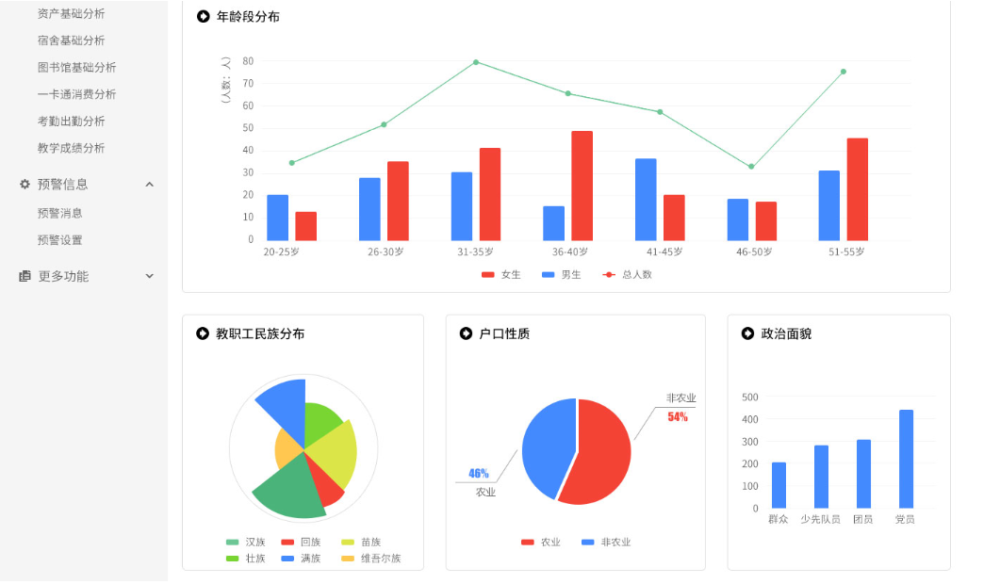 资产基础分析
宿舍基础分析
图书馆基础分析
一卡通消费分析
考勤出勤分析
教学成绩分析
预警信息
预警消息
预警设置
更多功能
年龄段分布
（人数：人）
80
70
60
50
40
30
20
10
0
20-25岁 26-30岁 31-35岁 36-40岁 41-45岁 46-50岁 51-55岁
女生 男生 总人数
教职工民族分布
汉族 回族 苗族
壮族 满族 维吾尔族
户口性质
非农业
54%
46%
农业
农业 非农业
政治面貌
500
400
300
200
100
0
群众 少先队员 团员 党员